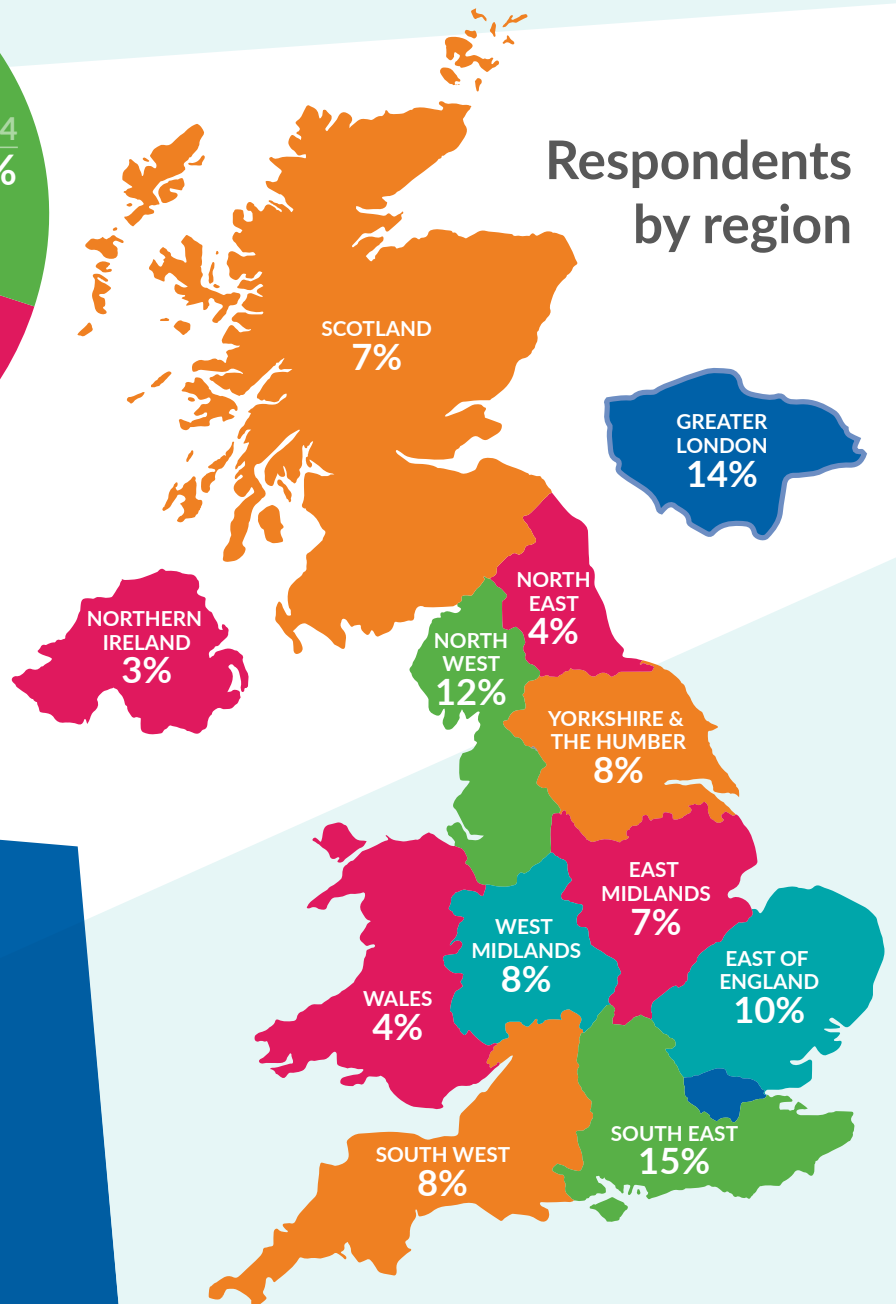 4
%
Respondents
by region
SCOTLAND
7%
GREATER
LONDON
14%
NORTH
EAST
4%
NORTHERN
IRELAND
3%
NORTH
WEST
12%
YORKSHIRE &
THE HUMBER
8%
EAST
MIDLANDS
7%
WEST
MIDLANDS
8%
EAST OF
ENGLAND
10%
WALES
4%
SOUTH EAST
15%
SOUTH WEST
8%